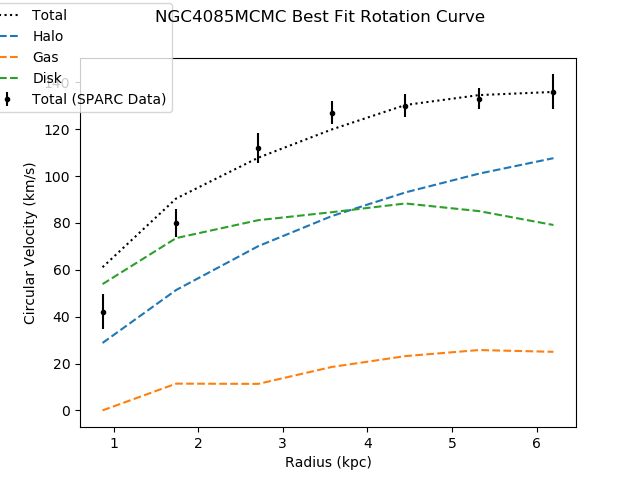 NGC4085MCMC Best Fit Rotation Curve
Total
Halo
Gas
Disk
Total (SPARC Data)
140
120
100
80
60
40
20
0
Circular Velocity (km/s)
1 2 3 4 5 6
Radius (kpc)